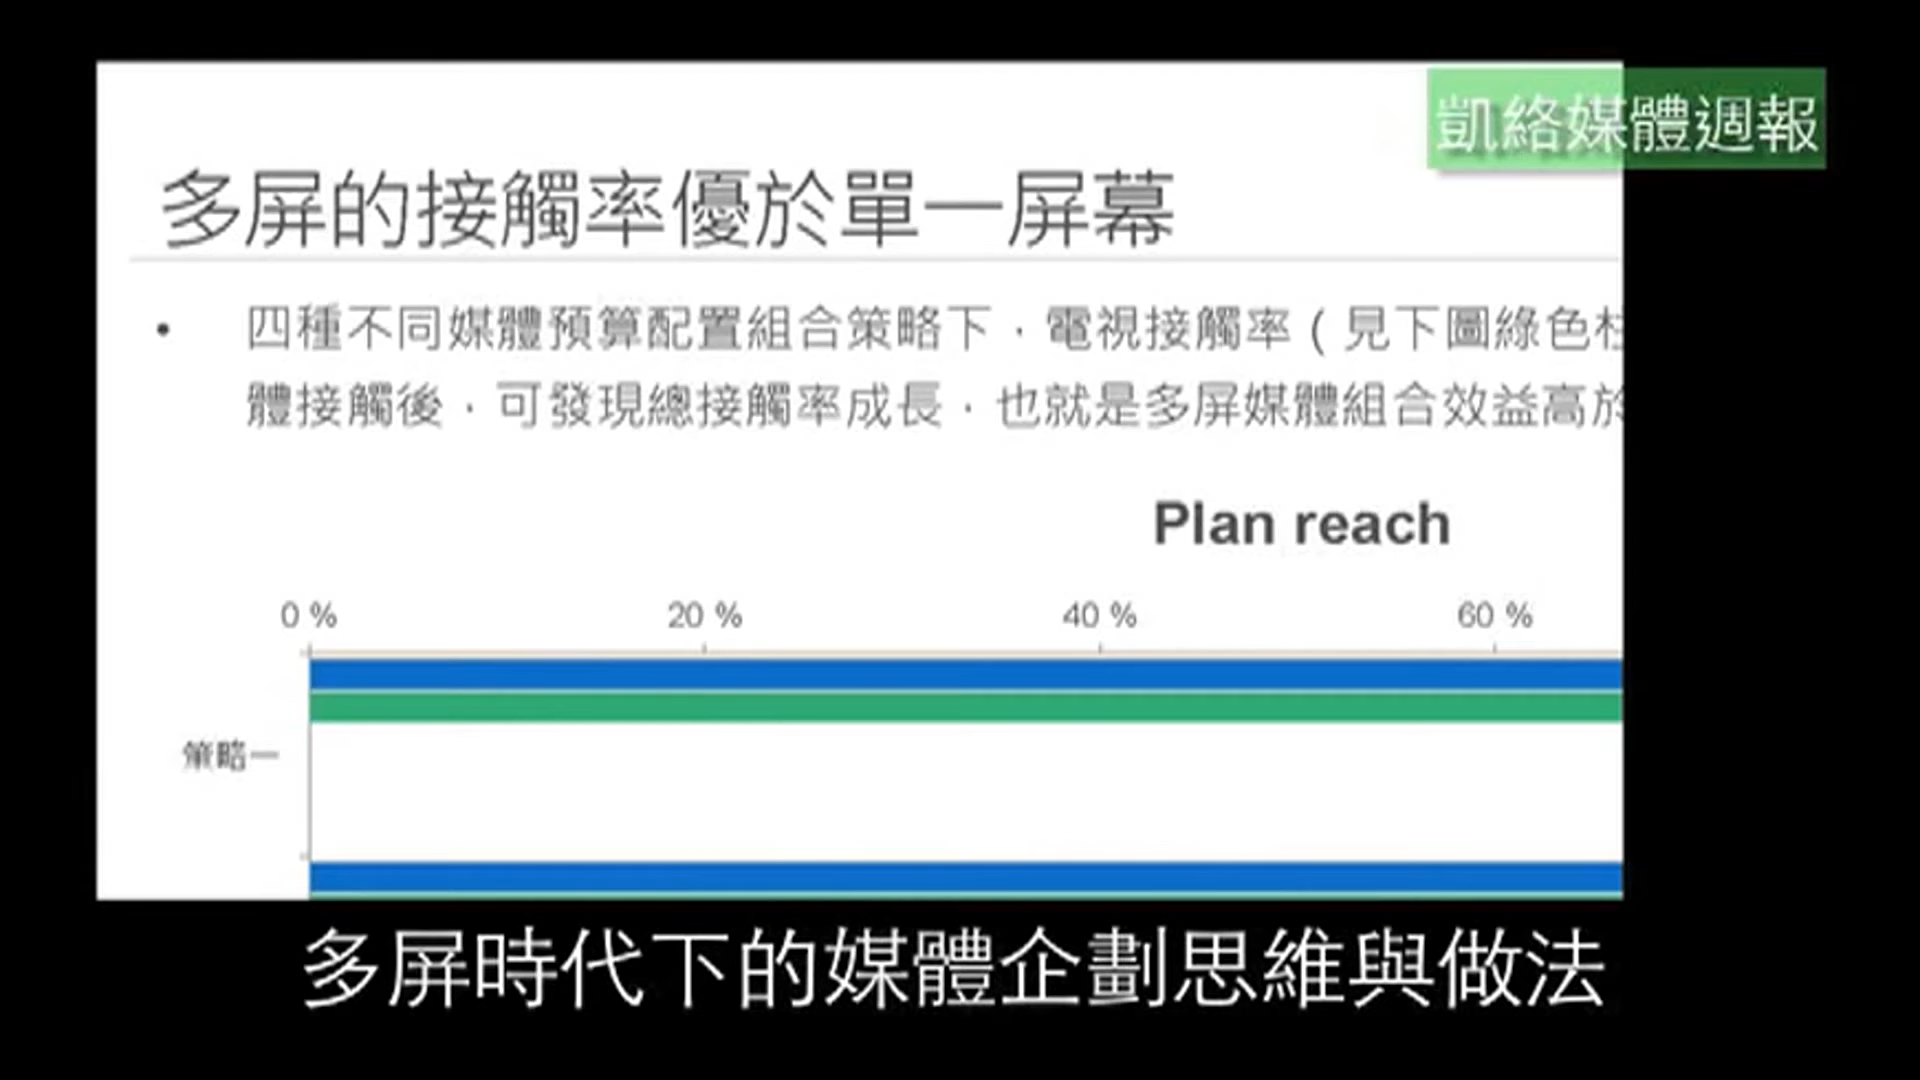 凱絡媒體週報
多屏的接觸率優於單一屏幕
• 四種不同媒體預算配置組合策略下，電視接觸率（見下圖綠色
體接觸後，可發現總接觸率成長，也就是多屏媒體組合效益高於
Plan reach
0 % 20 % 40 % 60 %
策略一
多屏時代下的媒體企劃思維與做法